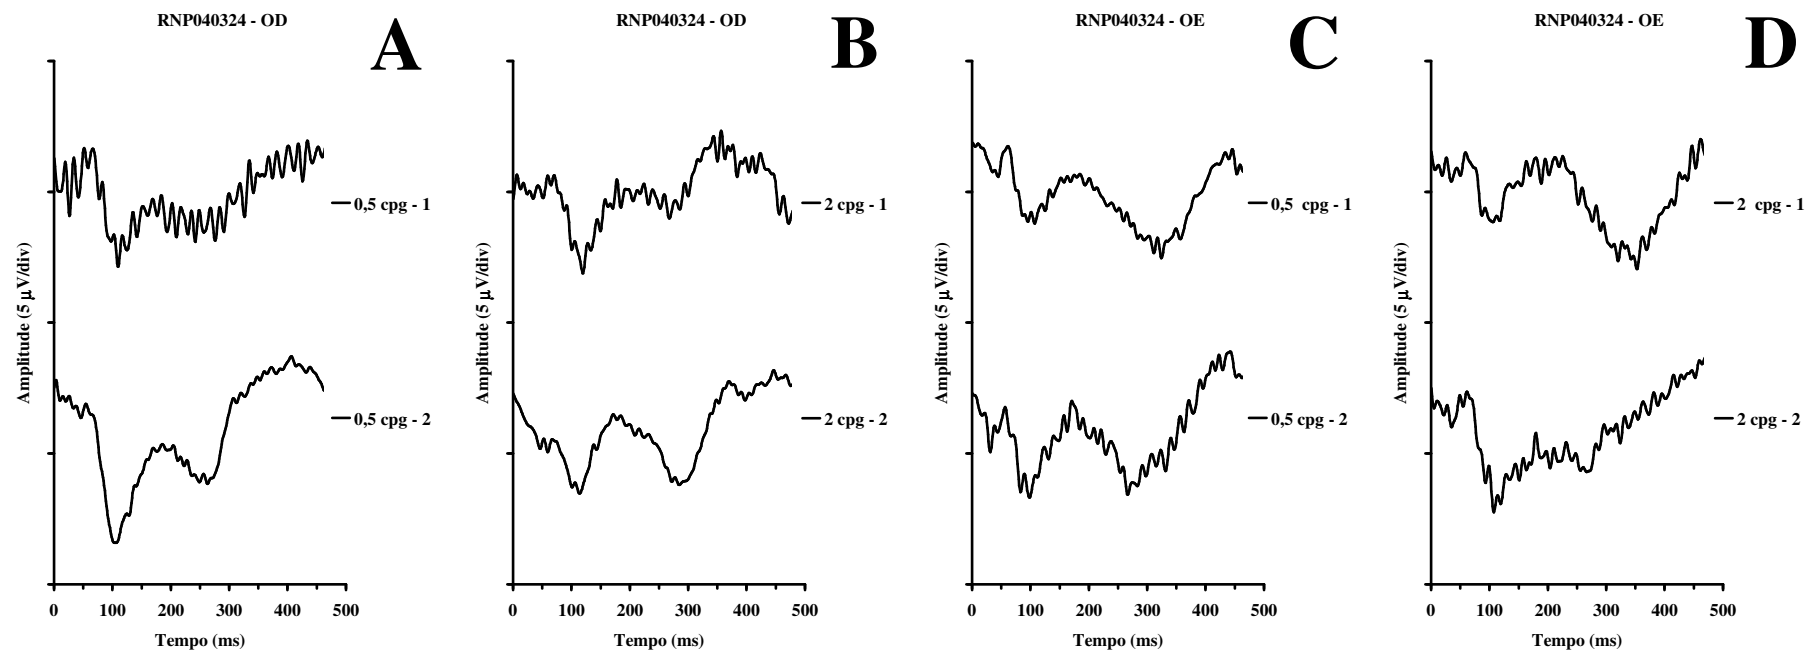 RNP040324 - OD
A
0,5 cpg - 1
0,5 cpg - 2
Amplitude (5 µV/div)
0 100 200 300 400 500
Tempo (ms)
RNP040324 - OD
B
2 cpg - 1
2 cpg - 2
Amplitude (5 µV/div)
0 100 200 300 400 500
Tempo (ms)
RNP040324 - OE
C
0,5 cpg - 1
0,5 cpg - 2
Amplitude (5 µV/div)
0 100 200 300 400 500
Tempo (ms)
RNP040324 - OE
D
2 cpg - 1
2 cpg - 2
Amplitude (5 µV/div)
0 100 200 300 400 500
Tempo (ms)